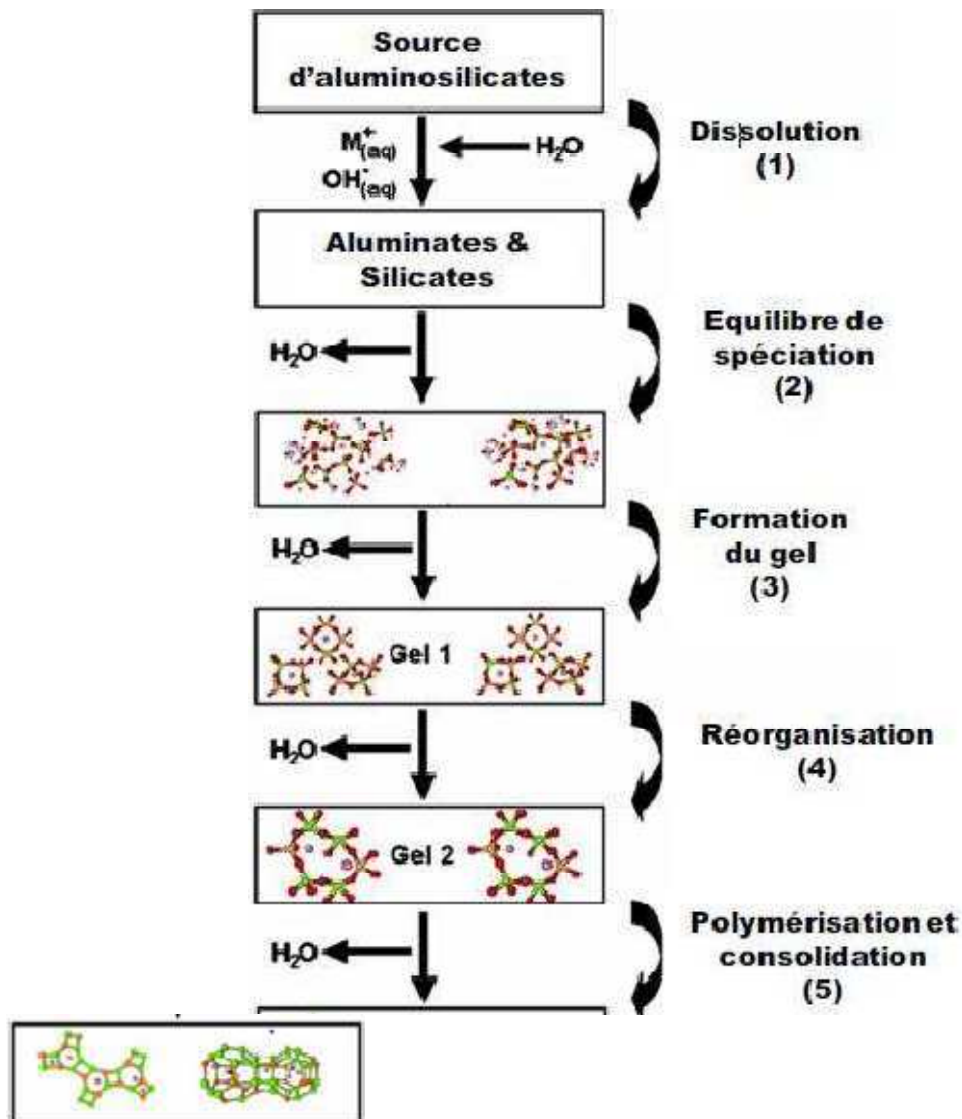 Source
d'aluminosilicates
M⁺(aq)
H₂O
OH⁻(aq)
Dissolution
(1)
Aluminates &
Silicates
H₂O
Equilibre de
spéciation
(2)
H₂O
Formation
du gel
(3)
Gel 1
H₂O
Réorganisation
(4)
Gel 2
H₂O
Polymérisation et
consolidation
(5)